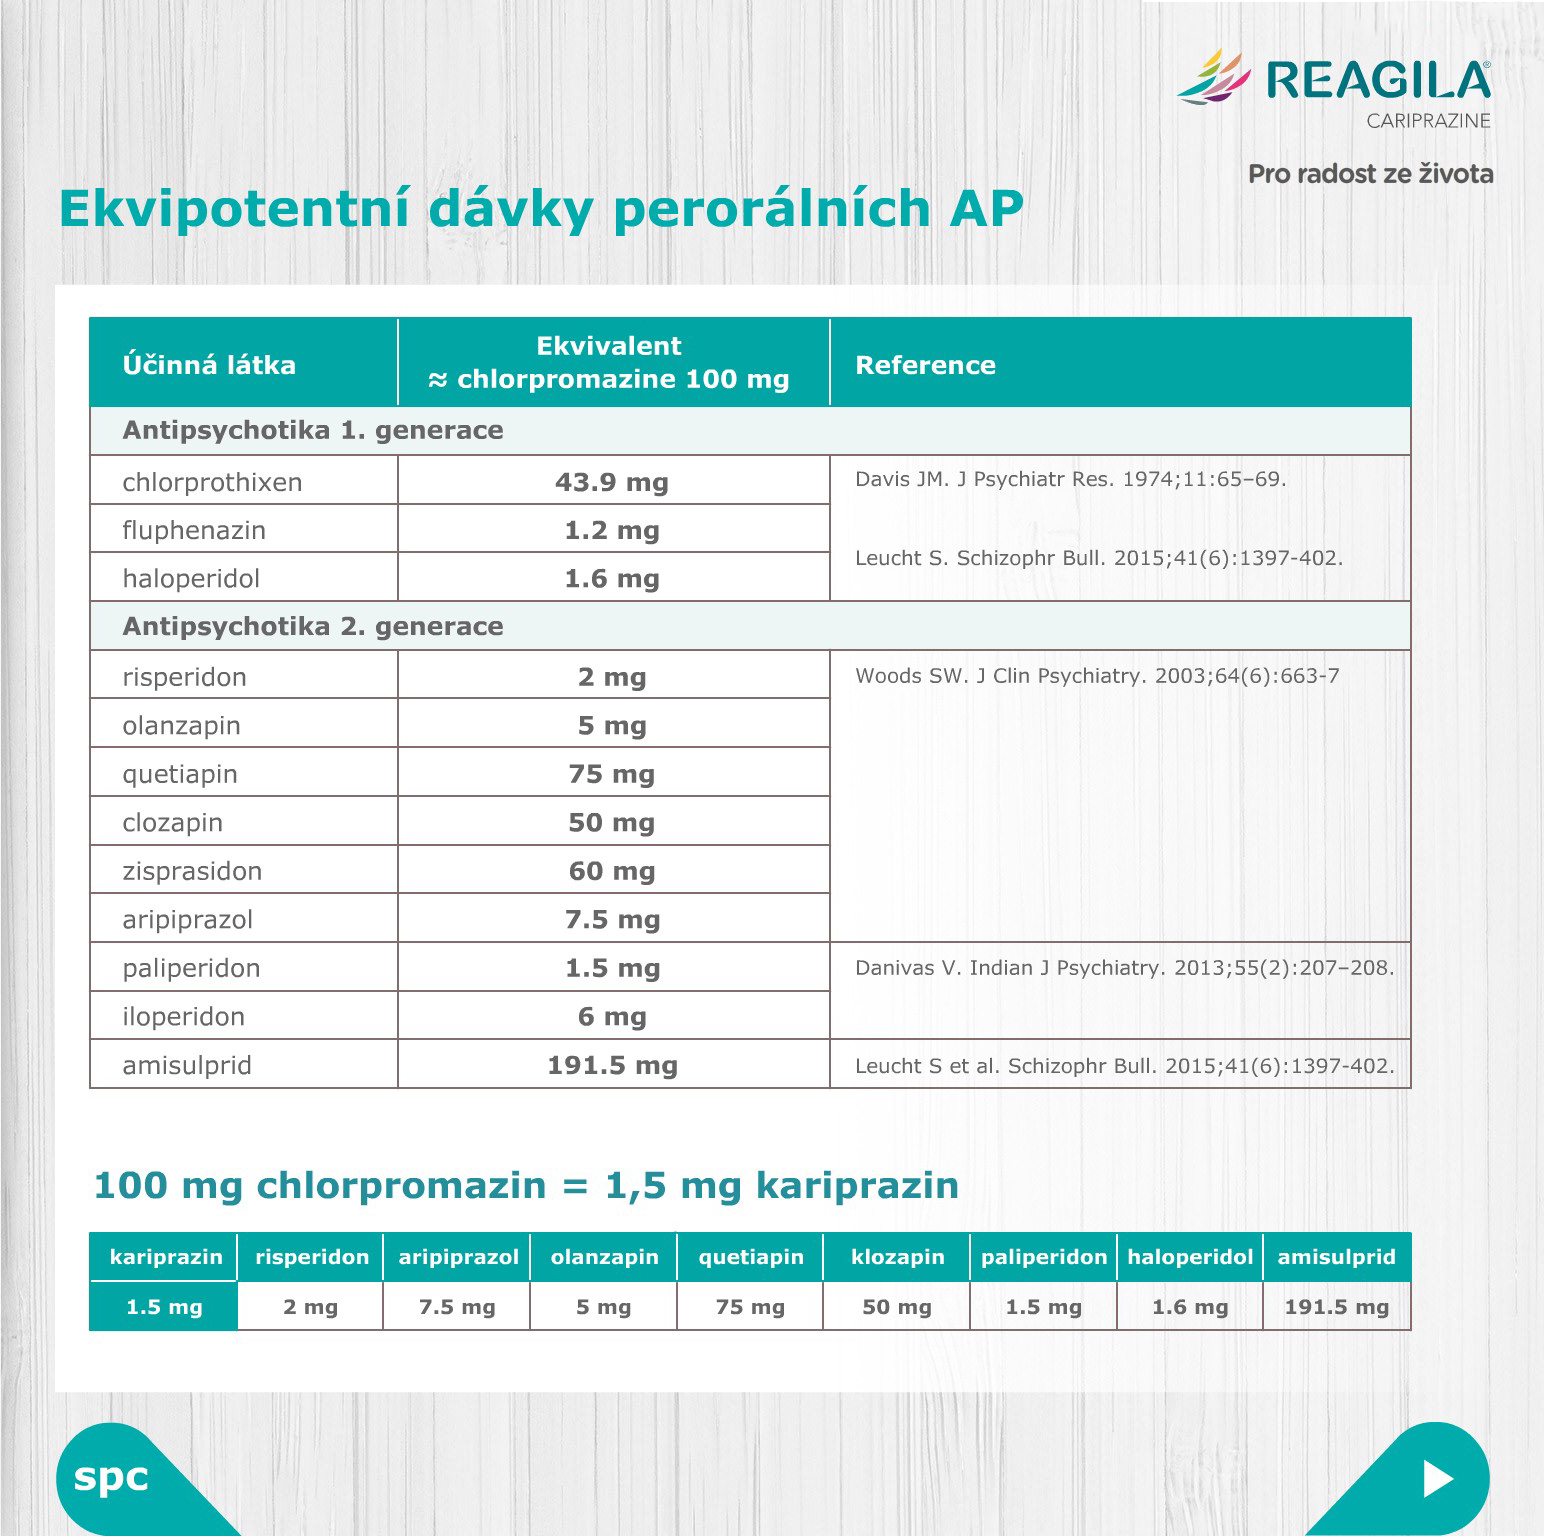 REAGILA®
CARIPRAZINE
Pro radost ze života
Ekvipotentní dávky perorálních AP
Účinná látka
Ekvivalent
≈ chlorpromazine 100 mg
Reference
Antipsychotika 1. generace
chlorprothixen 43.9 mg Davis JM. J Psychiatr Res. 1974;11:65–69.
fluphenazin 1.2 mg
Leucht S. Schizophr Bull. 2015;41(6):1397-402.
haloperidol 1.6 mg
Antipsychotika 2. generace
risperidon 2 mg Woods SW. J Clin Psychiatry. 2003;64(6):663-7
olanzapin 5 mg
quetiapin 75 mg
clozapin 50 mg
zisprasidon 60 mg
aripiprazol 7.5 mg
paliperidon 1.5 mg Danivas V. Indian J Psychiatry. 2013;55(2):207–208.
iloperidon 6 mg
amisulprid 191.5 mg Leucht S et al. Schizophr Bull. 2015;41(6):1397-402.
100 mg chlorpromazin = 1,5 mg kariprazin
kariprazin risperidon aripiprazol olanzapin quetiapin klozapin paliperidon haloperidol amisulprid
1.5 mg 2 mg 7.5 mg 5 mg 75 mg 50 mg 1.5 mg 1.6 mg 191.5 mg
spc